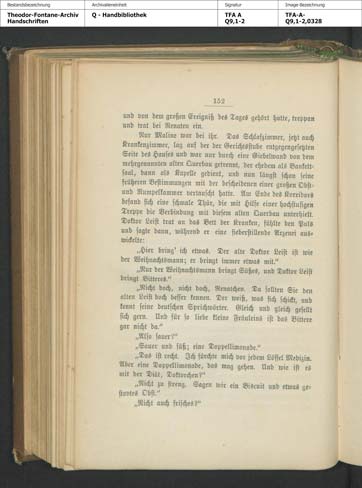 Bestandsbezeichnung
Theodor-Fontane-Archiv
Handschriften
Archivalieneinheit
Q - Handbibliothek
Signatur
TFA A
Q9,1-2
Image-Bezeichnung
TFA-A-
Q9,1-2,0328
152
und von dem großen Ereigniß des Tages gehört hatte, treppan
und trat bei Renaten ein.
Nur Maline war bei ihr. Das Schlafzimmer, jetzt auch
Krankenzimmer, lag auf der der Gerichtsstube entgegengesetzten
Seite des Hauses und war nur durch eine Giebelwand von dem
mehrgenannten alten Querbau getrennt, der ehedem als Bankett-
saal, dann als Kapelle gedient, und nun längst schon seine
früheren Bestimmungen mit der bescheideneren einer großen Obst-
und Rumpelkammer vertauscht hatte. Am Ende des Korridors
befand sich eine schmale Thür, die mit Hilfe einer hochstufigen
Treppe die Verbindung mit diesem alten Querbau unterhielt.
Doktor Leist trat an das Bett der Kranken, fühlte den Puls
und sagte dann, während er eine fieberstillende Arzenei aus-
wickelte:
„Hier bring' ich etwas. Der alte Doktor Leist ist wie
der Weihnachtsmann; er bringt immer etwas mit.“
„Nur der Weihnachtsmann bringt Süßes, und Doktor Leist
bringt Bitteres.“
„Nicht doch, nicht doch, Renatchen. Da sollten Sie den
alten Leist doch besser kennen. Der weiß, was sich schickt, und
kennt seine deutschen Sprichwörter. Gleich und gleich gesellt
sich gern. Und für so liebe kleine Fräuleins ist das Bittere
gar nicht da.“
„Also sauer?“
„Sauer und süß; eine Doppellimonade.“
„Das ist recht. Ich fürchte mich vor jedem Löffel Medizin.
Aber eine Doppellimonade, das mag gehen. Und wie ist es
mit der Diät, Doktorchen?“
„Nicht zu streng. Sagen wir ein Biscuit und etwas ge-
stovtes Obst.“
„Nicht auch frisches?“